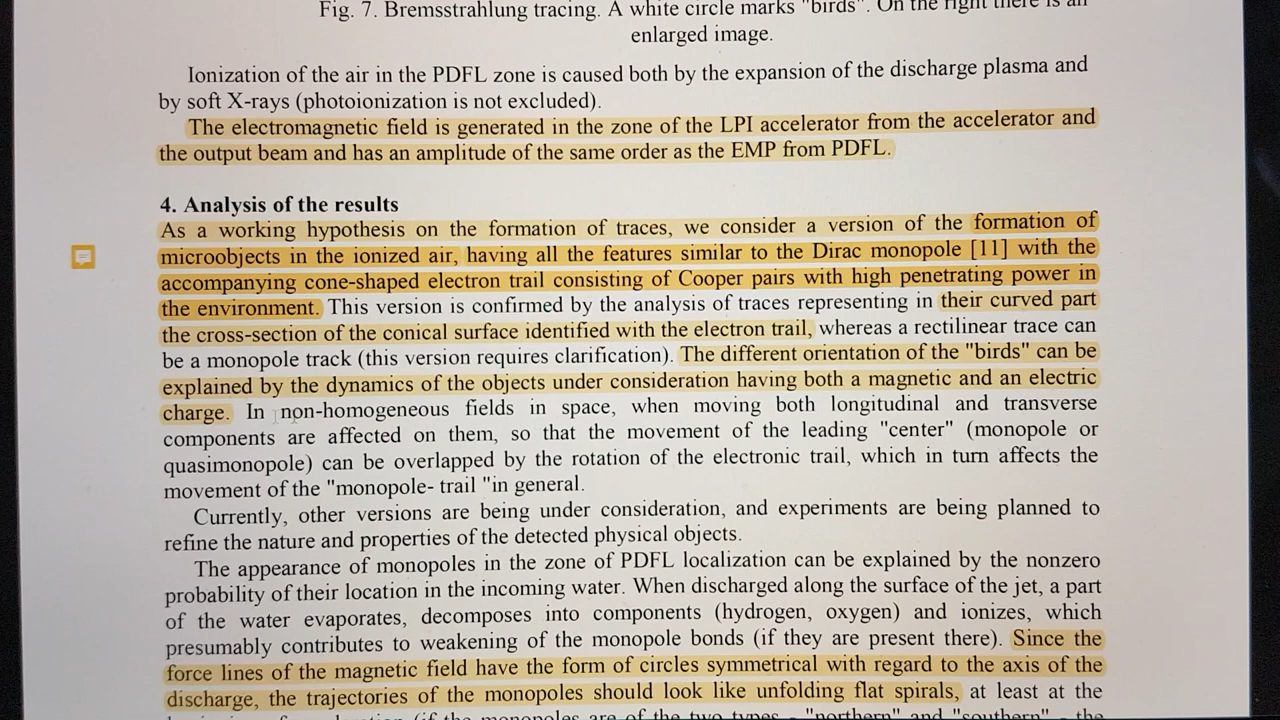 Fig. 7. Bremsstrahlung tracing. A white circle marks "birds". On the right there is an
enlarged image.
Ionization of the air in the PDFL zone is caused both by the expansion of the discharge plasma and
by soft X-rays (photoionization is not excluded).
The electromagnetic field is generated in the zone of the LPI accelerator from the accelerator and
the output beam and has an amplitude of the same order as the EMP from PDFL.
4. Analysis of the results
As a working hypothesis on the formation of traces, we consider a version of the formation of
microobjects in the ionized air, having all the features similar to the Dirac monopole [11] with the
accompanying cone-shaped electron trail consisting of Cooper pairs with high penetrating power in
the environment. This version is confirmed by the analysis of traces representing in their curved part
the cross-section of the conical surface identified with the electron trail, whereas a rectilinear trace can
be a monopole track (this version requires clarification). The different orientation of the "birds" can be
explained by the dynamics of the objects under consideration having both a magnetic and an electric
charge. In non-homogeneous fields in space, when moving both longitudinal and transverse
components are affected on them, so that the movement of the leading "center" (monopole or
quasimonopole) can be overlapped by the rotation of the electronic trail, which in turn affects the
movement of the "monopole- trail "in general.
Currently, other versions are being under consideration, and experiments are being planned to
refine the nature and properties of the detected physical objects.
The appearance of monopoles in the zone of PDFL localization can be explained by the nonzero
probability of their location in the incoming water. When discharged along the surface of the jet, a part
of the water evaporates, decomposes into components (hydrogen, oxygen) and ionizes, which
presumably contributes to weakening of the monopole bonds (if they are present there). Since the
force lines of the magnetic field have the form of circles symmetrical with regard to the axis of the
discharge, the trajectories of the monopoles should look like unfolding flat spirals, at least at the
(if the monopoles are of the two types - "northern" and "southern" - the